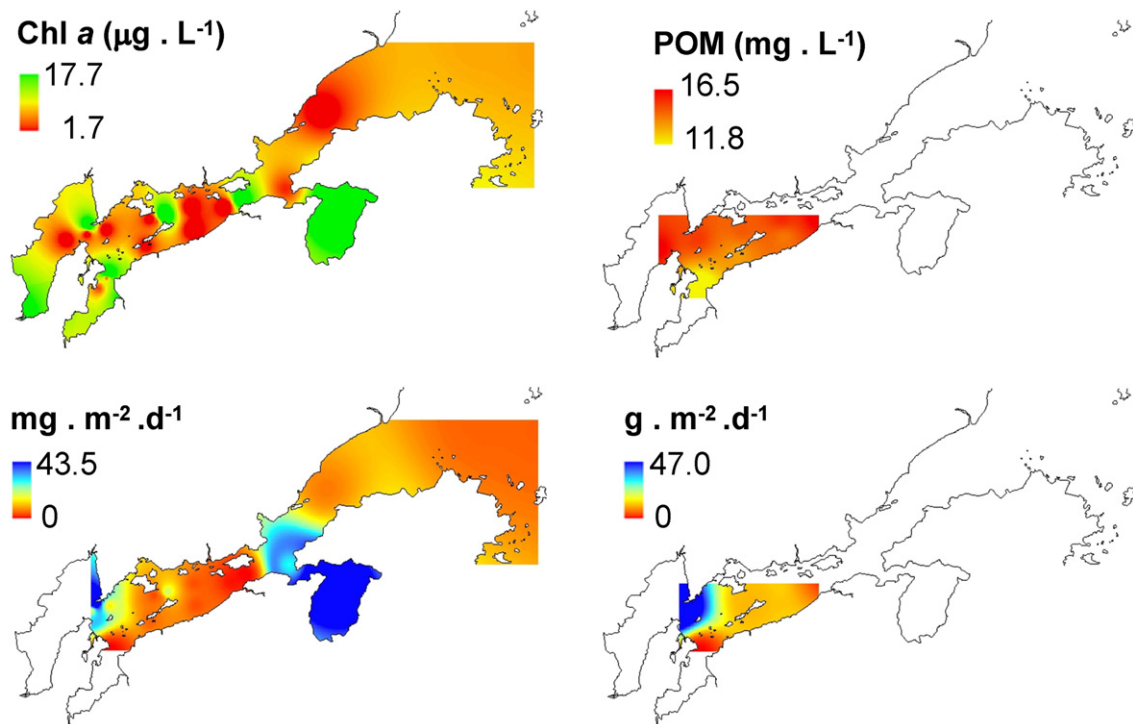 Chl a (µg . L⁻¹)
17.7
1.7
POM (mg . L⁻¹)
16.5
11.8
mg . m⁻² .d⁻¹
43.5
0
g . m⁻² .d⁻¹
47.0
0